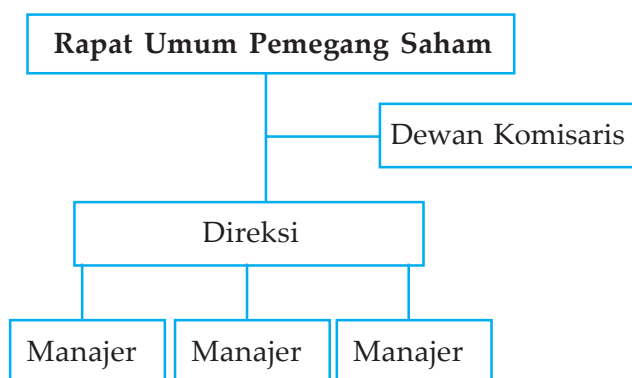 Rapat Umum Pemegang Saham
Dewan Komisaris
Direksi
Manajer
Manajer
Manajer